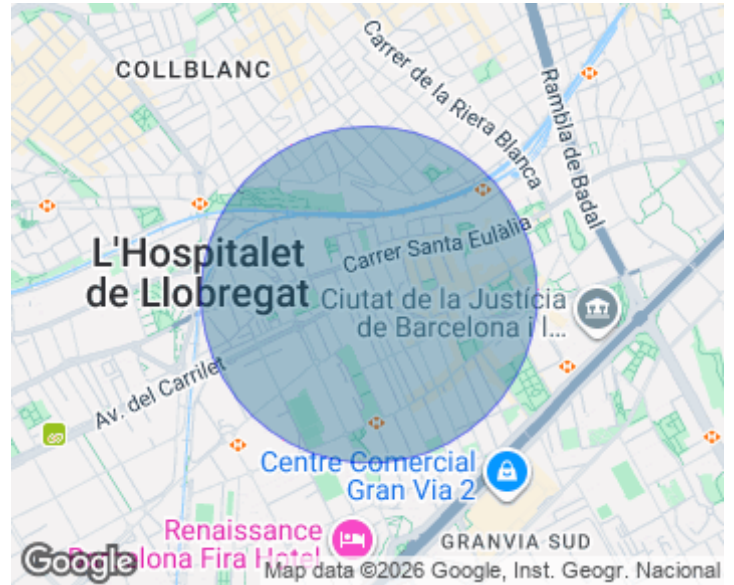 COLLBLANC
Carrer de la Riera Blanca
Rambla de Badal
L'Hospitalet
de Llobregat
Carrer Santa Eulàlia
Ciutat de la Justícia
de Barcelona i l...
Av. del Carrilet
Centre Comercial
Gran Via 2
Renaissance
Barcelona Fira Hotel
GRANVIA SUD
Google
Map data ©2026 Google, Inst. Geogr. Nacional